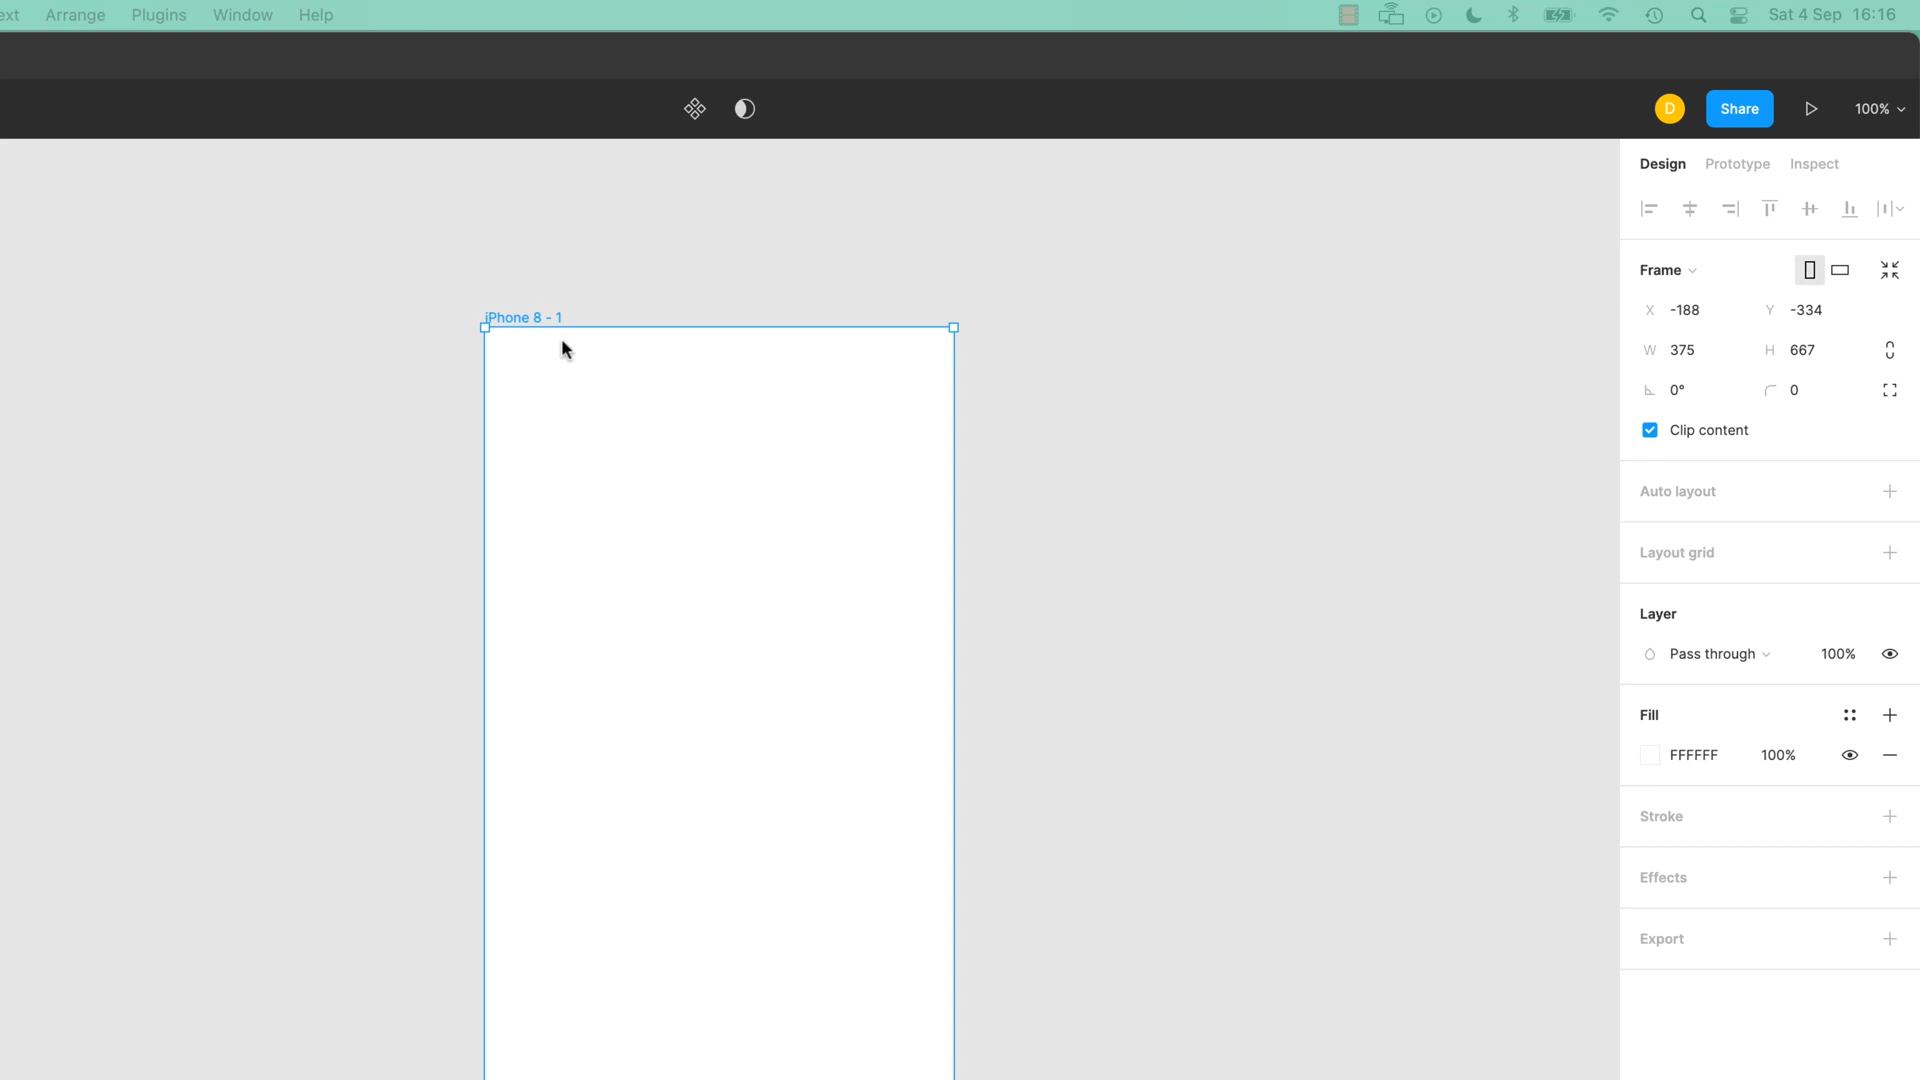 ext Arrange Plugins Window Help Sat 4 Sep 16:16
D Share 100%
Design Prototype Inspect
Frame
X -188 Y -334
W 375 H 667
0° 0
Clip content
Auto layout
Layout grid
Layer
Pass through 100%
Fill
FFFFFF 100%
Stroke
Effects
Export
iPhone 8 - 1